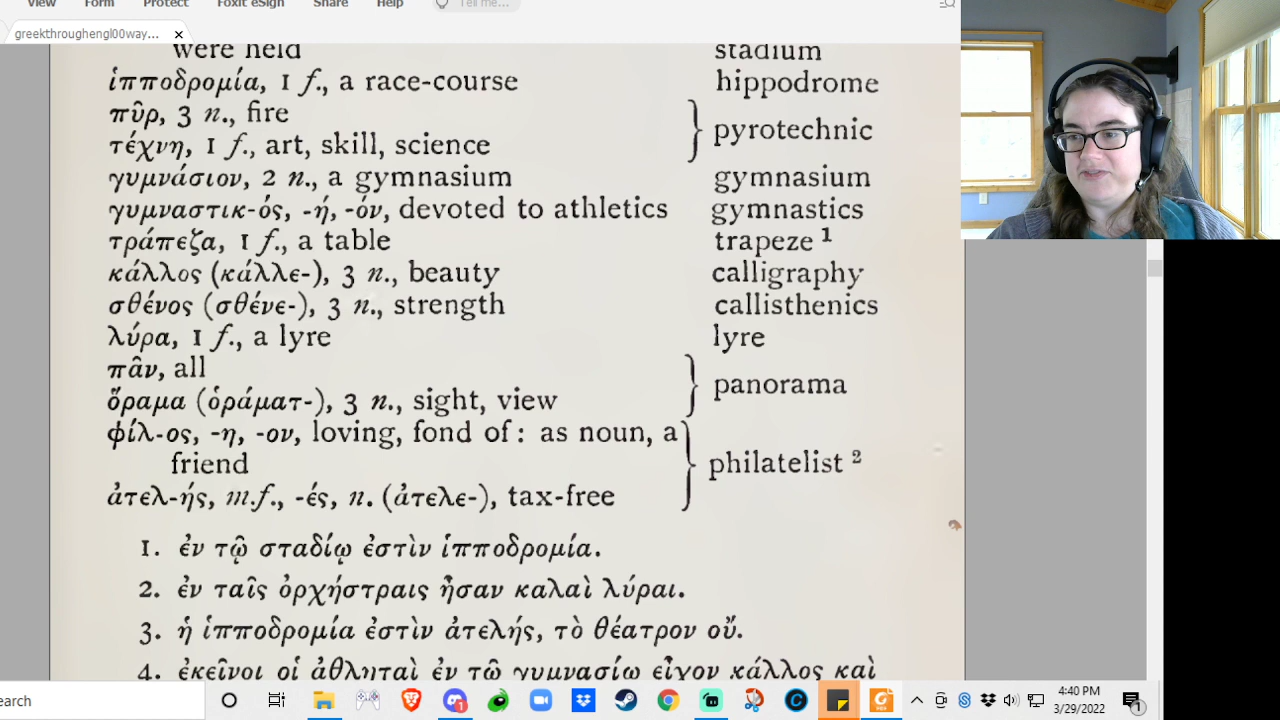 View Form Protect Foxit eSign Share Help Tell me...
greekthroughengl00way... ×
were held stadium
ἱπποδρομία, 1 f., a race-course hippodrome
πῦρ, 3 n., fire
pyrotechnic
τέχνη, 1 f., art, skill, science
γυμνάσιον, 2 n., a gymnasium gymnasium
γυμναστικ-ός, -ή, -όν, devoted to athletics gymnastics
τράπεζα, 1 f., a table trapeze 1
κάλλος (κάλλε-), 3 n., beauty calligraphy
σθένος (σθένε-), 3 n., strength callisthenics
λύρα, 1 f., a lyre lyre
πᾶν, all
panorama
ὅραμα (ὁράματ-), 3 n., sight, view
φίλ-ος, -η, -ον, loving, fond of: as noun, a
friend philatelist 2
ἀτελ-ής, m.f., -ές, n. (ἀτελε-), tax-free
1. ἐν τῷ σταδίῳ ἐστὶν ἱπποδρομία.
2. ἐν ταῖς ὀρχήστραις ἦσαν καλαὶ λύραι.
3. ἡ ἱπποδρομία ἐστὶν ἀτελής, τὸ θέατρον οὔ.
4. ἐκεῖνοι οἱ ἀθληταὶ ἐν τῷ γυμνασίῳ εἶχον κάλλος καὶ
earch
4:40 PM
3/29/2022
1